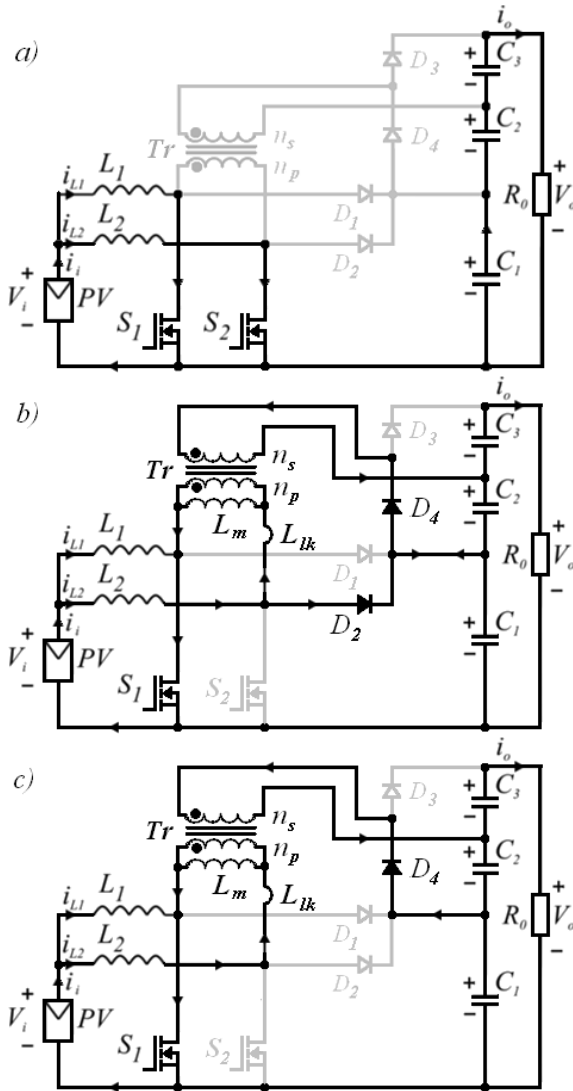 a)
i_o
+
C_3
−
D_3
+
C_2
−
D_4
Tr
n_s
n_p
i_L1
L_1
D_1
R_0
+
V_o
−
i_L2
L_2
D_2
i_i
+
V_i
−
PV
S_1
S_2
+
C_1
−
b)
i_o
+
C_3
−
D_3
n_s
Tr
n_p
+
C_2
−
D_4
L_m
L_lk
i_L1
L_1
D_1
R_0
+
V_o
−
i_L2
L_2
D_2
i_i
+
V_i
−
PV
S_1
S_2
+
C_1
−
c)
i_o
+
C_3
−
D_3
n_s
Tr
n_p
+
C_2
−
D_4
L_m
L_lk
i_L1
L_1
D_1
R_0
+
V_o
−
i_L2
L_2
D_2
i_i
+
V_i
−
PV
S_1
S_2
+
C_1
−